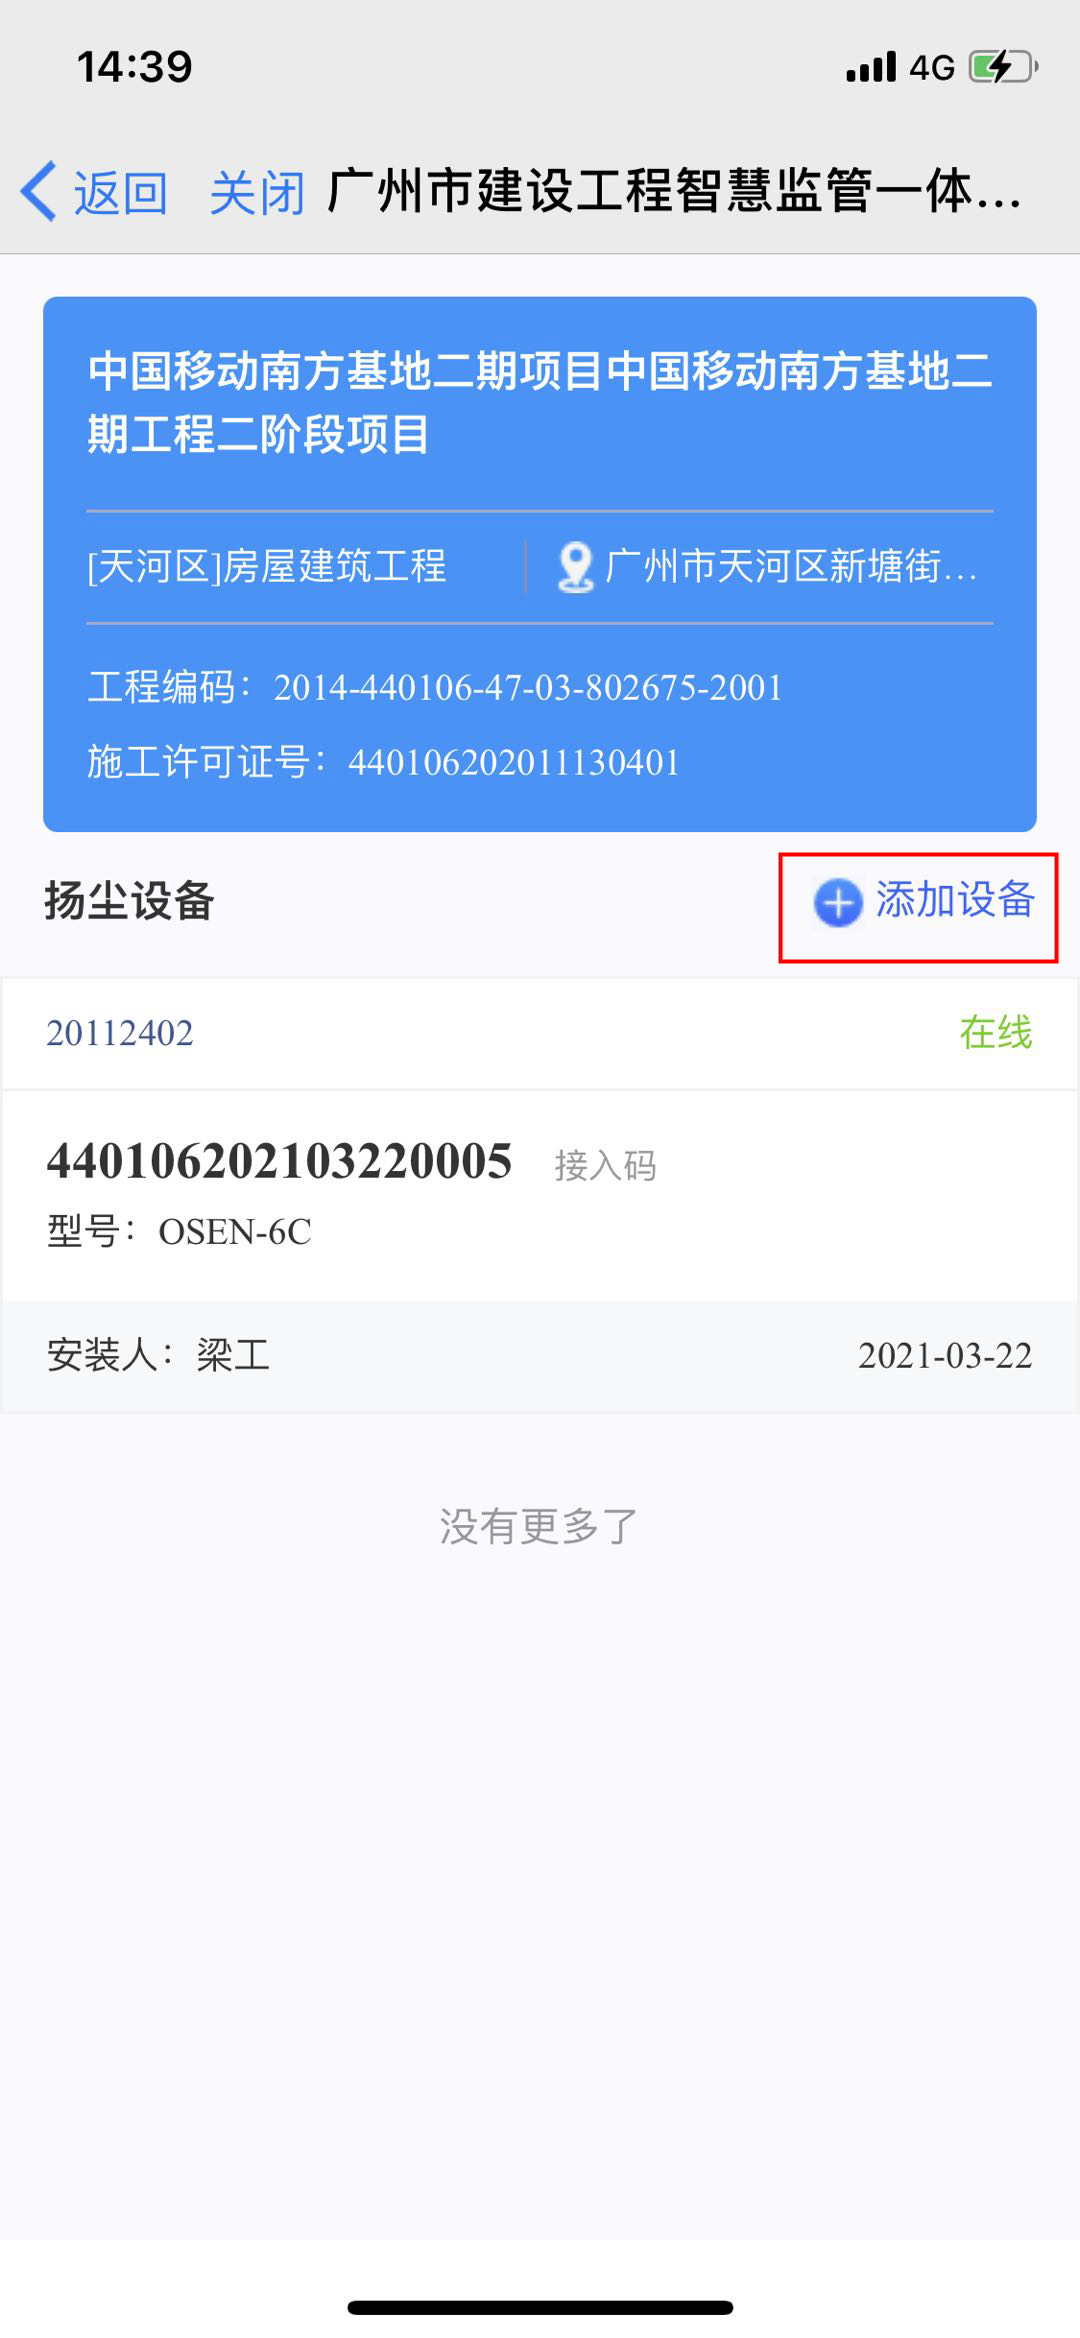 14:39
4G
返回 关闭 广州市建设工程智慧监管一体...
中国移动南方基地二期项目中国移动南方基地二
期工程二阶段项目
[天河区]房屋建筑工程 广州市天河区新塘街...
工程编码：2014-440106-47-03-802675-2001
施工许可证号：440106202011130401
扬尘设备 添加设备
20112402 在线
440106202103220005 接入码
型号：OSEN-6C
安装人：梁工 2021-03-22
没有更多了